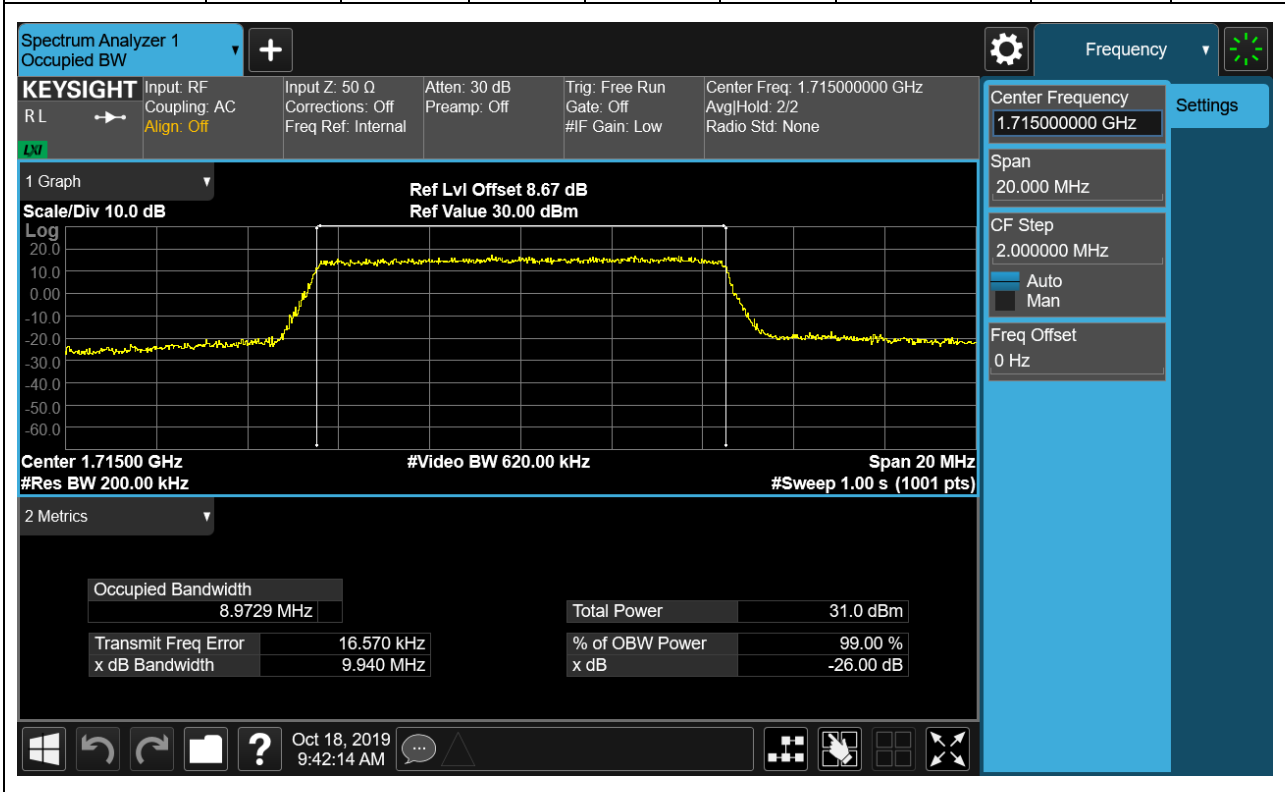 Spectrum Analyzer 1
Occupied BW
Frequency
KEYSIGHT
R L
LXI
Input: RF
Coupling: AC
Align: Off
Input Z: 50 Ω
Corrections: Off
Freq Ref: Internal
Atten: 30 dB
Preamp: Off
Trig: Free Run
Gate: Off
#IF Gain: Low
Center Freq: 1.715000000 GHz
Avg|Hold: 2/2
Radio Std: None
Center Frequency
1.715000000 GHz
Settings
Span
20.000 MHz
CF Step
2.000000 MHz
Auto
Man
Freq Offset
0 Hz
1 Graph
Scale/Div 10.0 dB
Ref Lvl Offset 8.67 dB
Ref Value 30.00 dBm
Log
20.0
10.0
0.00
-10.0
-20.0
-30.0
-40.0
-50.0
-60.0
Center 1.71500 GHz
#Video BW 620.00 kHz
Span 20 MHz
#Res BW 200.00 kHz
#Sweep 1.00 s (1001 pts)
2 Metrics
Occupied Bandwidth
8.9729 MHz
Total Power 31.0 dBm
Transmit Freq Error 16.570 kHz
% of OBW Power 99.00 %
x dB Bandwidth 9.940 MHz
x dB -26.00 dB
?
Oct 18, 2019
9:42:14 AM